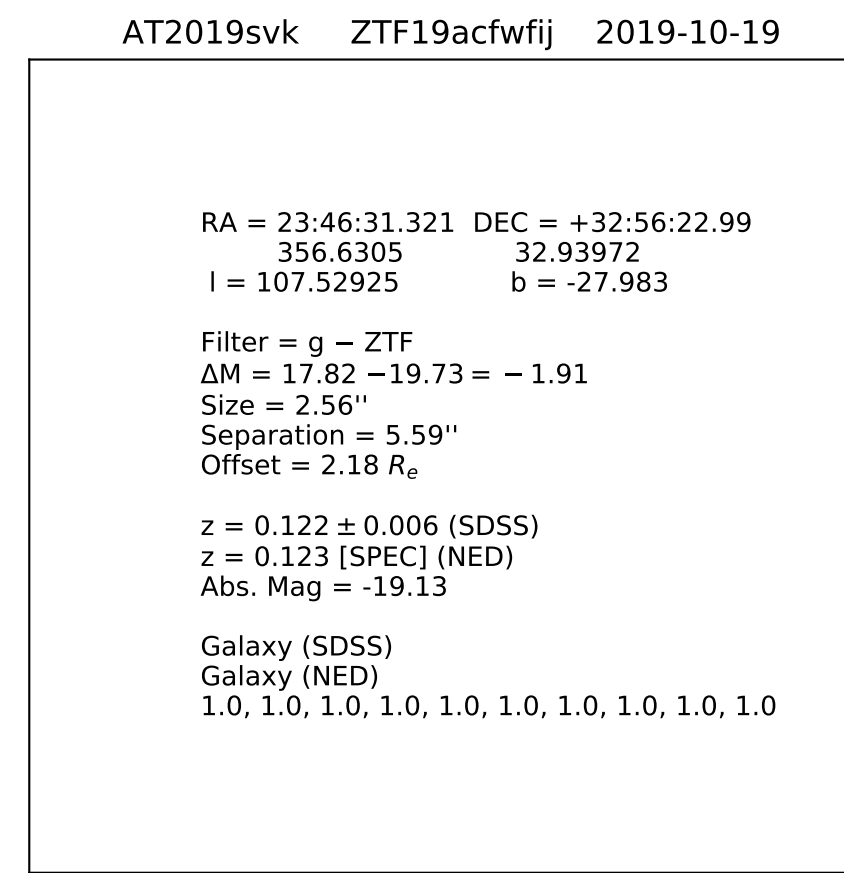 AT2019svk ZTF19acfwfij 2019-10-19
RA = 23:46:31.321 DEC = +32:56:22.99
356.6305 32.93972
l = 107.52925 b = -27.983
Filter = g − ZTF
ΔM = 17.82 −19.73 = − 1.91
Size = 2.56''
Separation = 5.59''
Offset = 2.18 Rₑ
z = 0.122 ± 0.006 (SDSS)
z = 0.123 [SPEC] (NED)
Abs. Mag = -19.13
Galaxy (SDSS)
Galaxy (NED)
1.0, 1.0, 1.0, 1.0, 1.0, 1.0, 1.0, 1.0, 1.0, 1.0